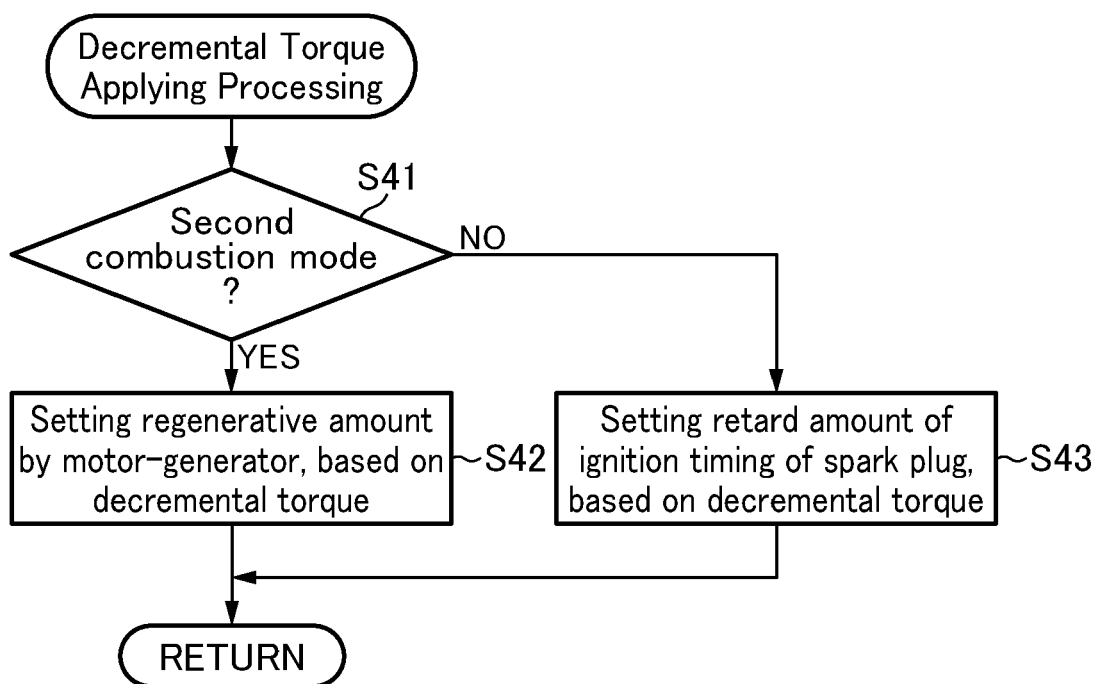 Decremental Torque
Applying Processing
S41
Second
combustion mode
?
NO
YES
Setting regenerative amount
by motor-generator, based on
decremental torque
S42
Setting retard amount of
ignition timing of spark plug,
based on decremental torque
S43
RETURN